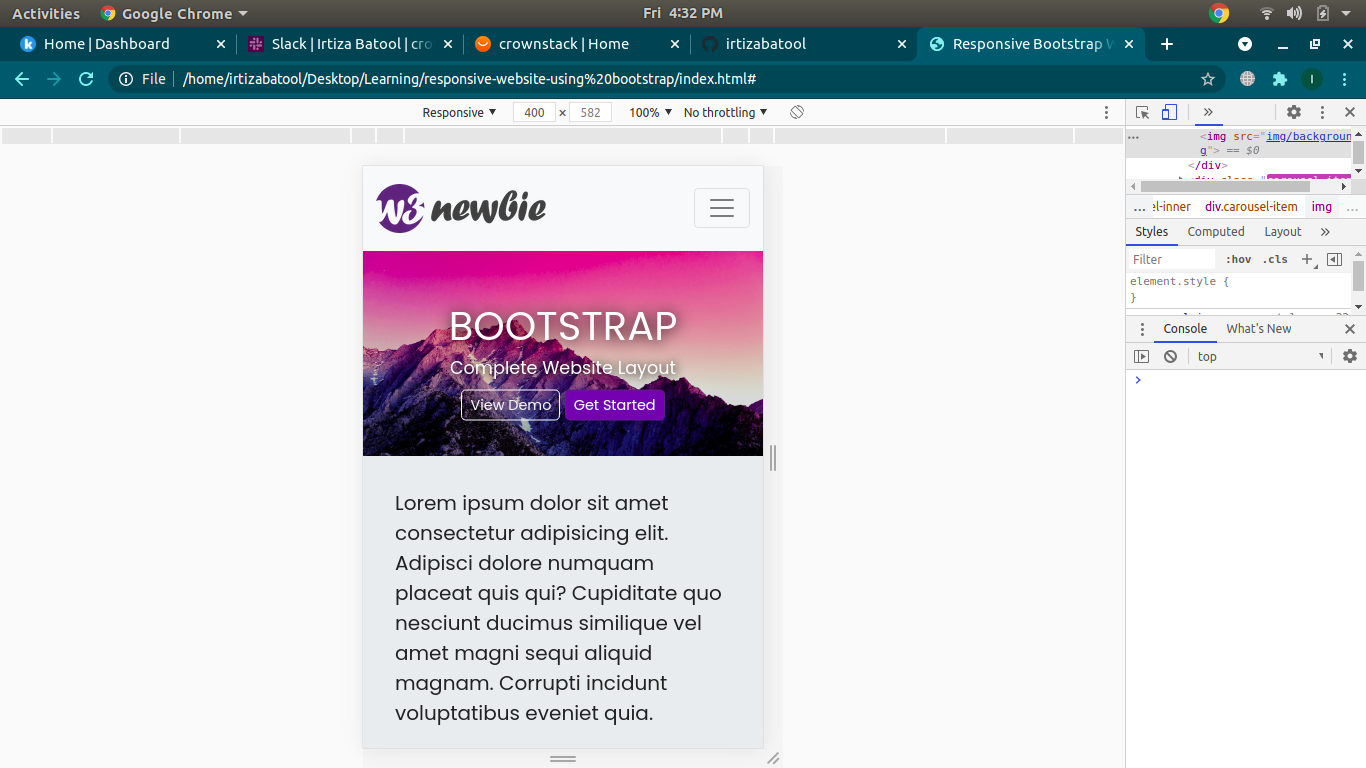 Activities Google Chrome Fri 4:32 PM
Home | Dashboard Slack | Irtiza Batool | cro crownstack | Home irtizabatool Responsive Bootstrap W
File /home/irtizabatool/Desktop/Learning/responsive-website-using%20bootstrap/index.html# I
Responsive 400 × 582 100% No throttling
<img src="img/backgroun
g"> == $0
</div>
… el-inner div.carousel-item img …
Styles Computed Layout
Filter :hov .cls
element.style {
}
Console What's New
top
W3 newbie
BOOTSTRAP
Complete Website Layout
View Demo Get Started
Lorem ipsum dolor sit amet
consectetur adipisicing elit.
Adipisci dolore numquam
placeat quis qui? Cupiditate quo
nesciunt ducimus similique vel
amet magni sequi aliquid
magnam. Corrupti incidunt
voluptatibus eveniet quia.